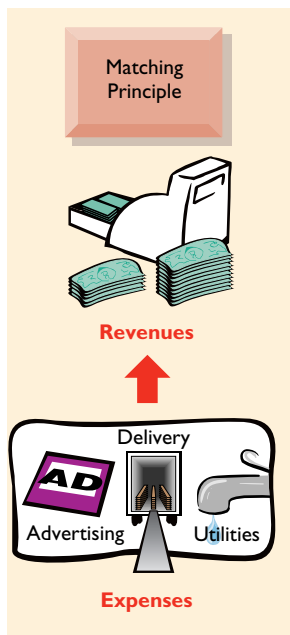 Matching
Principle
Revenues
Delivery
AD
Advertising
Utilities
Expenses